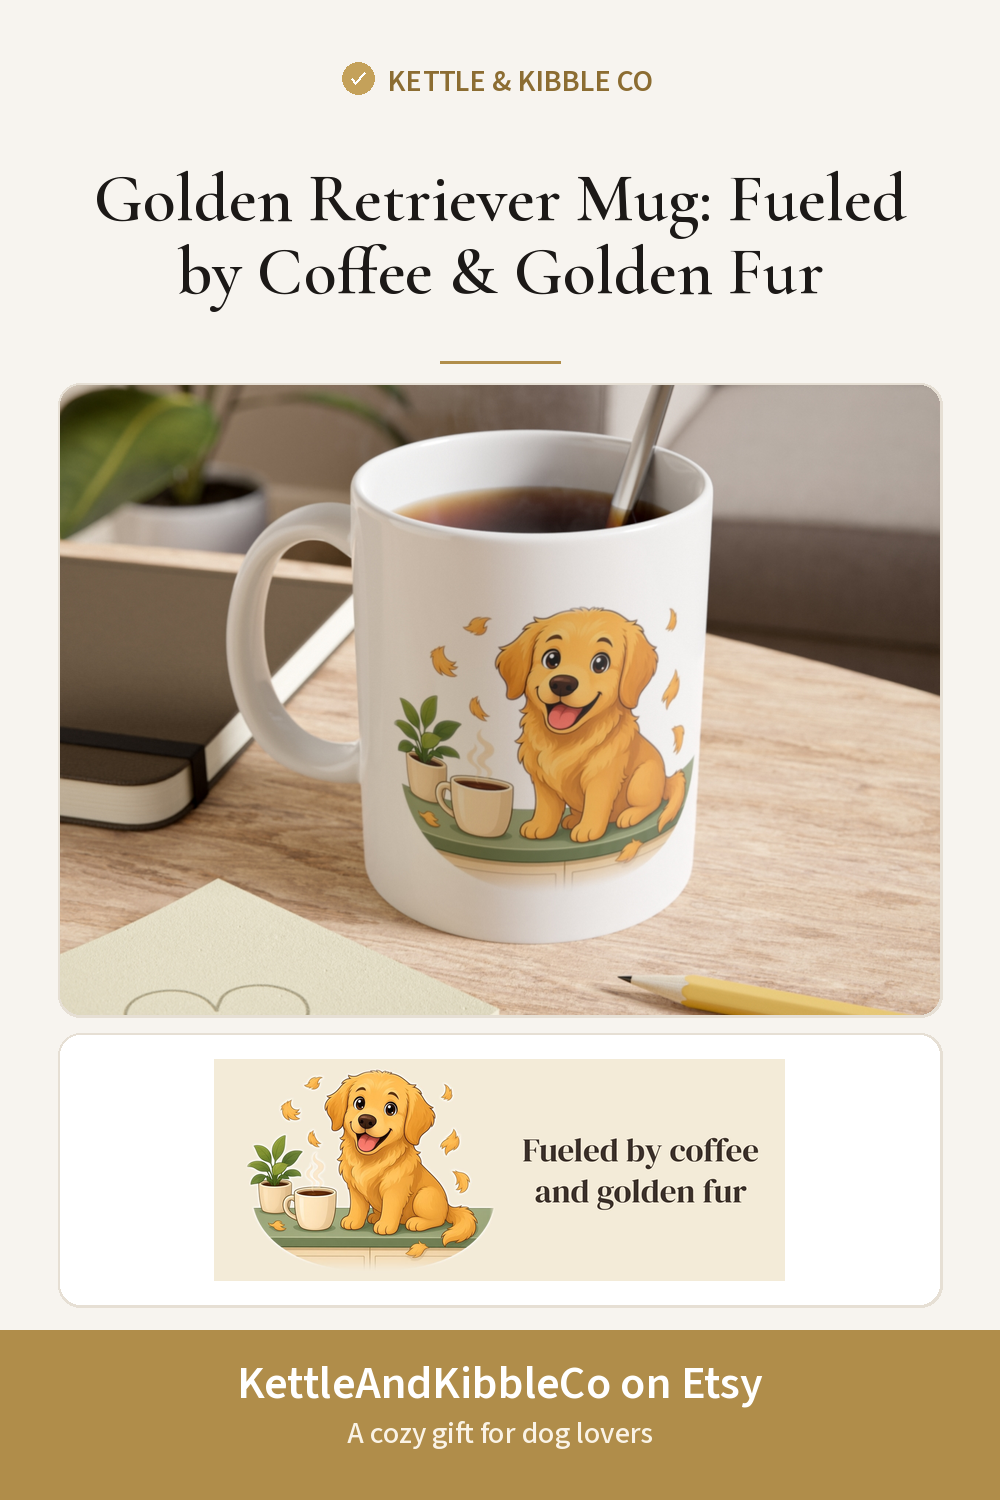 KETTLE & KIBBLE CO
Golden Retriever Mug: Fueled
by Coffee & Golden Fur
Fueled by coffee
and golden fur
KettleAndKibbleCo on Etsy
A cozy gift for dog lovers